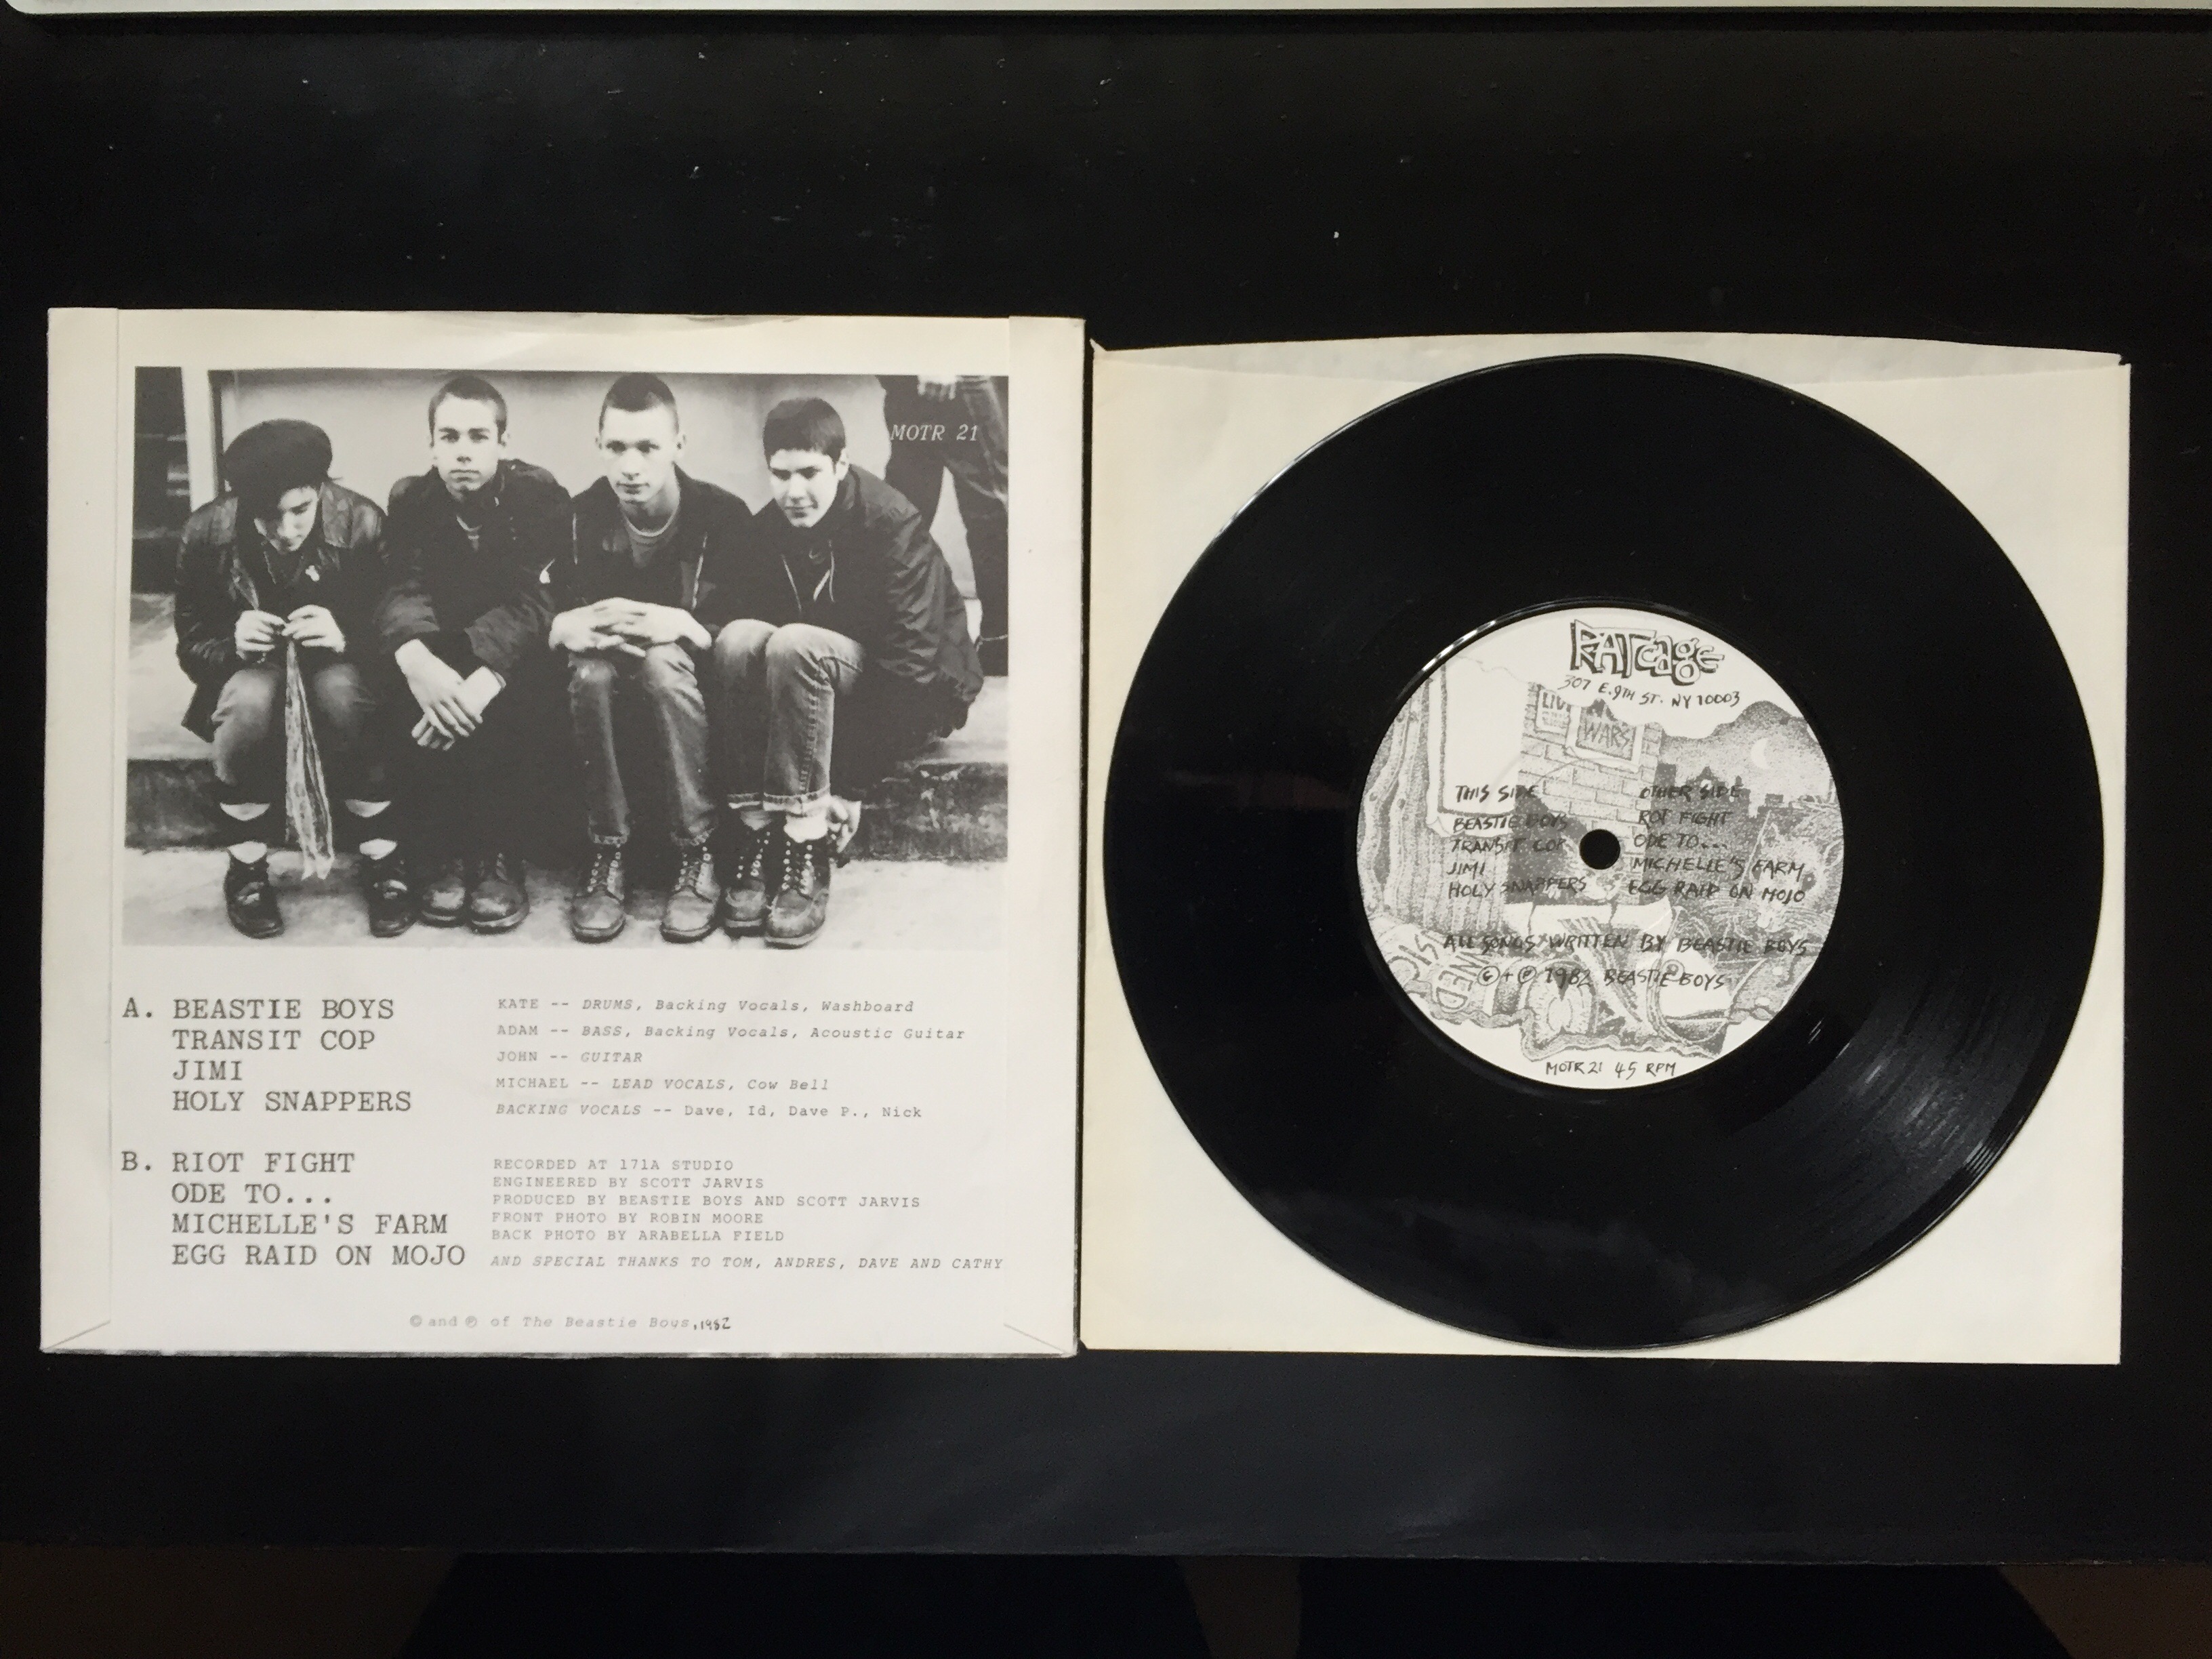 MOTR 21
A. BEASTIE BOYS
TRANSIT COP
JIMI
HOLY SNAPPERS
KATE -- DRUMS, Backing Vocals, Washboard
ADAM -- BASS, Backing Vocals, Acoustic Guitar
JOHN -- GUITAR
MICHAEL -- LEAD VOCALS, Cow Bell
BACKING VOCALS -- Dave, Id, Dave P., Nick
B. RIOT FIGHT
ODE TO...
MICHELLE'S FARM
EGG RAID ON MOJO
RECORDED AT 171A STUDIO
ENGINEERED BY SCOTT JARVIS
PRODUCED BY BEASTIE BOYS AND SCOTT JARVIS
FRONT PHOTO BY ROBIN MOORE
BACK PHOTO BY ARABELLA FIELD
AND SPECIAL THANKS TO TOM, ANDRES, DAVE AND CATHY
© and ℗ of The Beastie Boys, 1982
RATcage
307 E. 9TH ST. NY 10003
WARS
THIS SIDE
BEASTIE BOYS
TRANSIT COP
JIMI
HOLY SNAPPERS
OTHER SIDE
ROT FIGHT
ODE TO...
MICHELLE'S FARM
EGG RAID ON MOJO
ALL SONGS WRITTEN BY BEASTIE BOYS
© + ℗ 1982 BEASTIE BOYS
MOTR 21 45 RPM